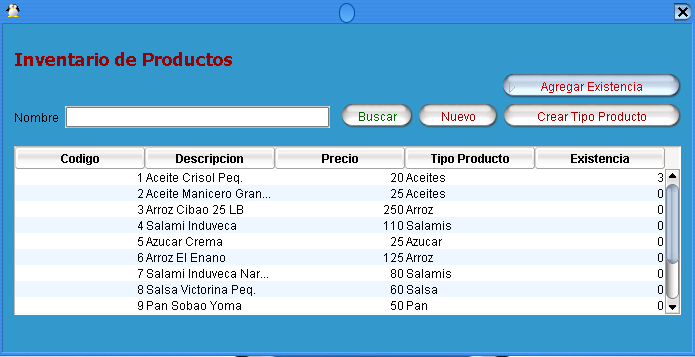 Inventario de Productos
Agregar Existencia
Nombre Buscar Nuevo Crear Tipo Producto
Codigo Descripcion Precio Tipo Producto Existencia
1 Aceite Crisol Peq. 20 Aceites 3
2 Aceite Manicero Gran... 25 Aceites 0
3 Arroz Cibao 25 LB 250 Arroz 0
4 Salami Induveca 110 Salamis 0
5 Azucar Crema 25 Azucar 0
6 Arroz El Enano 125 Arroz 0
7 Salami Induveca Nar... 80 Salamis 0
8 Salsa Victorina Peq. 60 Salsa 0
9 Pan Sobao Yoma 50 Pan 0